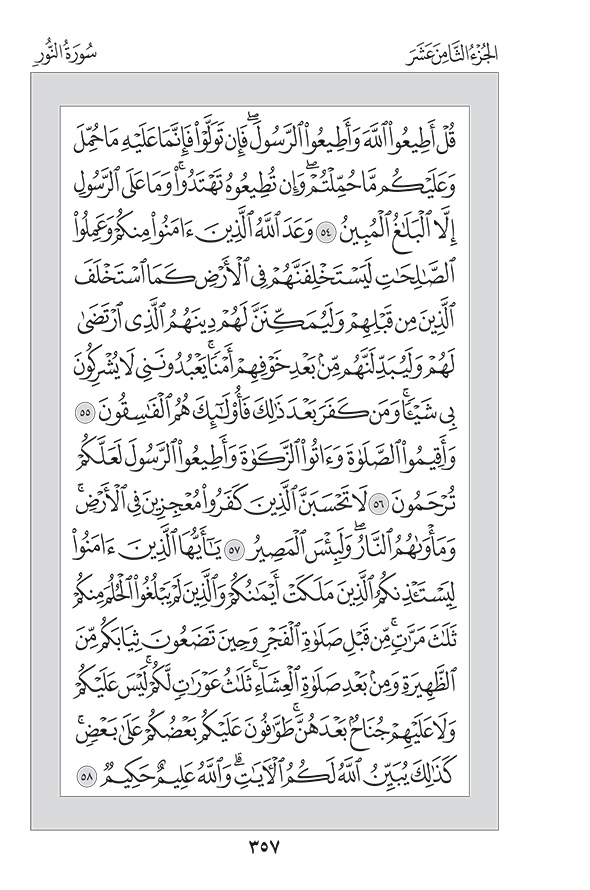 الجُزْءُ الثَّامِنَ عَشَرَ
سُورَةُ النُّورِ
قُلْ أَطِيعُوا۟ ٱللَّهَ وَأَطِيعُوا۟ ٱلرَّسُولَۖ فَإِن تَوَلَّوْا۟ فَإِنَّمَا عَلَيْهِ مَا حُمِّلَ
وَعَلَيْكُم مَّا حُمِّلْتُمْۖ وَإِن تُطِيعُوهُ تَهْتَدُوا۟ۚ وَمَا عَلَى ٱلرَّسُولِ
إِلَّا ٱلْبَلَٰغُ ٱلْمُبِينُ ٥٤ وَعَدَ ٱللَّهُ ٱلَّذِينَ ءَامَنُوا۟ مِنكُمْ وَعَمِلُوا۟
ٱلصَّٰلِحَٰتِ لَيَسْتَخْلِفَنَّهُمْ فِى ٱلْأَرْضِ كَمَا ٱسْتَخْلَفَ
ٱلَّذِينَ مِن قَبْلِهِمْ وَلَيُمَكِّنَنَّ لَهُمْ دِينَهُمُ ٱلَّذِى ٱرْتَضَىٰ
لَهُمْ وَلَيُبَدِّلَنَّهُم مِّنۢ بَعْدِ خَوْفِهِمْ أَمْنًاۚ يَعْبُدُونَنِى لَا يُشْرِكُونَ
بِى شَيْـًٔاۚ وَمَن كَفَرَ بَعْدَ ذَٰلِكَ فَأُو۟لَٰٓئِكَ هُمُ ٱلْفَٰسِقُونَ ٥٥
وَأَقِيمُوا۟ ٱلصَّلَوٰةَ وَءَاتُوا۟ ٱلزَّكَوٰةَ وَأَطِيعُوا۟ ٱلرَّسُولَ لَعَلَّكُمْ
تُرْحَمُونَ ٥٦ لَا تَحْسَبَنَّ ٱلَّذِينَ كَفَرُوا۟ مُعْجِزِينَ فِى ٱلْأَرْضِۚ
وَمَأْوَىٰهُمُ ٱلنَّارُۖ وَلَبِئْسَ ٱلْمَصِيرُ ٥٧ يَٰٓأَيُّهَا ٱلَّذِينَ ءَامَنُوا۟
لِيَسْتَـْٔذِنكُمُ ٱلَّذِينَ مَلَكَتْ أَيْمَٰنُكُمْ وَٱلَّذِينَ لَمْ يَبْلُغُوا۟ ٱلْحُلُمَ مِنكُمْ
ثَلَٰثَ مَرَّٰتٍۚ مِّن قَبْلِ صَلَوٰةِ ٱلْفَجْرِ وَحِينَ تَضَعُونَ ثِيَابَكُم مِّنَ
ٱلظَّهِيرَةِ وَمِنۢ بَعْدِ صَلَوٰةِ ٱلْعِشَآءِۚ ثَلَٰثُ عَوْرَٰتٍ لَّكُمْۚ لَيْسَ عَلَيْكُمْ
وَلَا عَلَيْهِمْ جُنَاحٌۢ بَعْدَهُنَّۚ طَوَّٰفُونَ عَلَيْكُم بَعْضُكُمْ عَلَىٰ بَعْضٍۚ
كَذَٰلِكَ يُبَيِّنُ ٱللَّهُ لَكُمُ ٱلْءَايَٰتِۗ وَٱللَّهُ عَلِيمٌ حَكِيمٌ ٥٨
٣٥٧